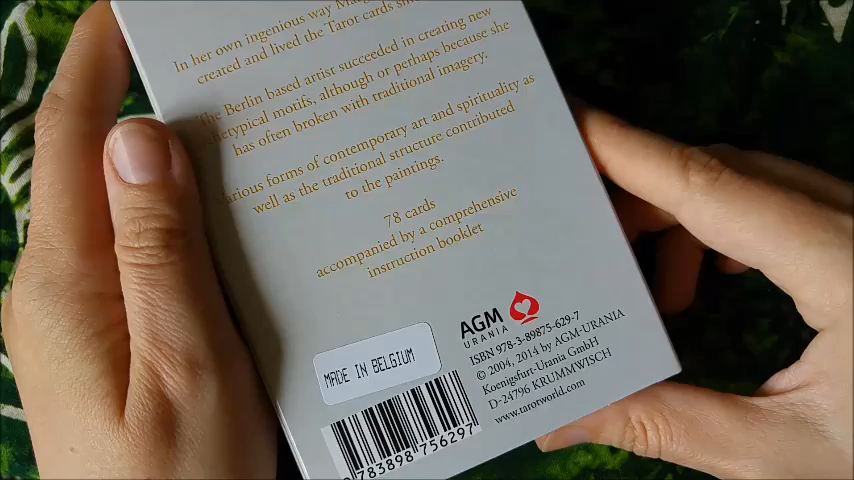 In her own ingenious way
created and lived the Tarot cards
The Berlin based artist succeeded in creating new
motifs, although or perhaps because she
has often broken with traditional imagery.
Various forms of contemporary art and spirituality as
well as the traditional structure contributed
to the paintings.
78 cards
accompanied by a comprehensive
instruction booklet
AGM
URANIA
ISBN 978-3-89875-629-7
© 2004, 2014 by AGM-URANIA
Koenigsfurt-Urania GmbH
D-24796 KRUMMWISCH
www.tarotworld.com
MADE IN BELGIUM
9 783898 756297